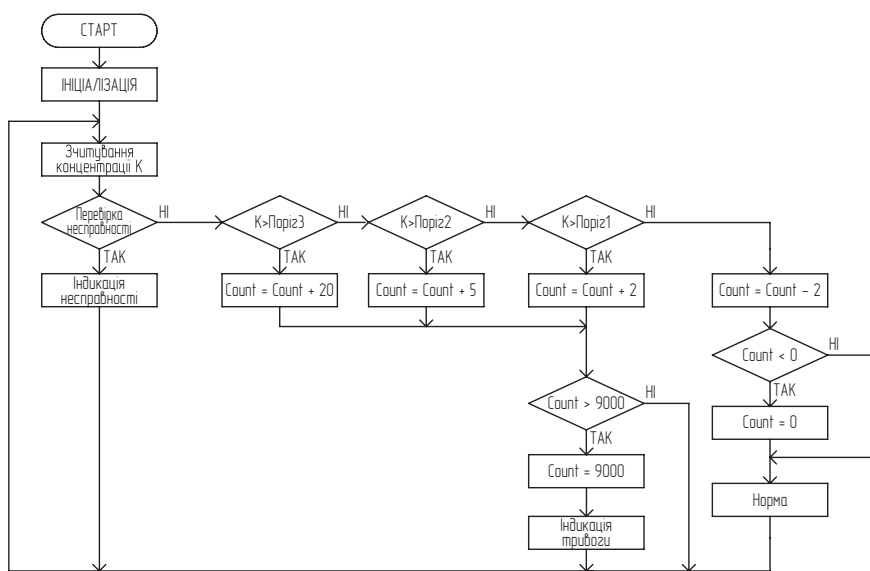 СТАРТ
ІНІЦІАЛІЗАЦІЯ
Зчитування
концентрації К
Перевірка
несправності
НІ
К>Поріг3
НІ
К>Поріг2
НІ
К>Поріг1
НІ
ТАК
ТАК
ТАК
ТАК
Індикація
несправності
Count = Count + 20
Count = Count + 5
Count = Count + 2
Count = Count – 2
Count < 0
НІ
ТАК
Count > 9000
НІ
Count = 0
ТАК
Count = 9000
Норма
Індикація
тривоги